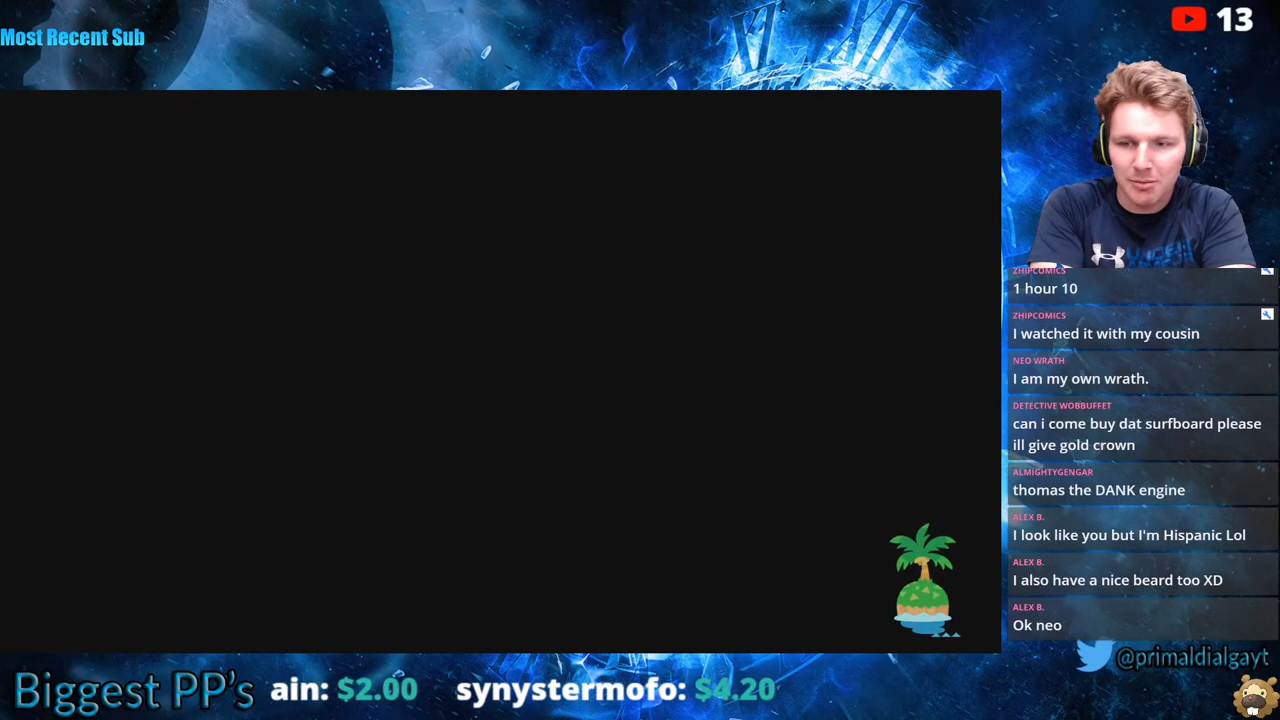 Most Recent Sub
13
ZHIPCOMICS
1 hour 10
ZHIPCOMICS
I watched it with my cousin
NEO WRATH
I am my own wrath.
DETECTIVE WOBBUFFET
can i come buy dat surfboard please
ill give gold crown
ALMIGHTYGENGAR
thomas the DANK engine
ALEX B.
I look like you but I'm Hispanic Lol
ALEX B.
I also have a nice beard too XD
ALEX B.
Ok neo
@primaldialgayt
Biggest PP's ain: $2.00 synystermofo: $4.20